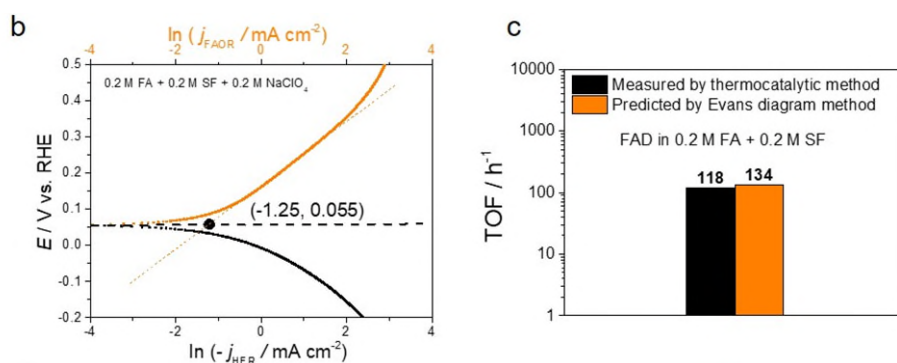 b
ln ( j_FAOR / mA cm⁻²)
-4 -2 0 2 4
0.5
0.4
0.3
0.2
0.1
0.0
-0.1
-0.2
E / V vs. RHE
0.2 M FA + 0.2 M SF + 0.2 M NaClO₄
(-1.25, 0.055)
-4 -2 0 2 4
ln (- j_HER / mA cm⁻²)
c
10000
1000
100
10
1
TOF / h⁻¹
Measured by thermocatalytic method
Predicted by Evans diagram method
FAD in 0.2 M FA + 0.2 M SF
118 134